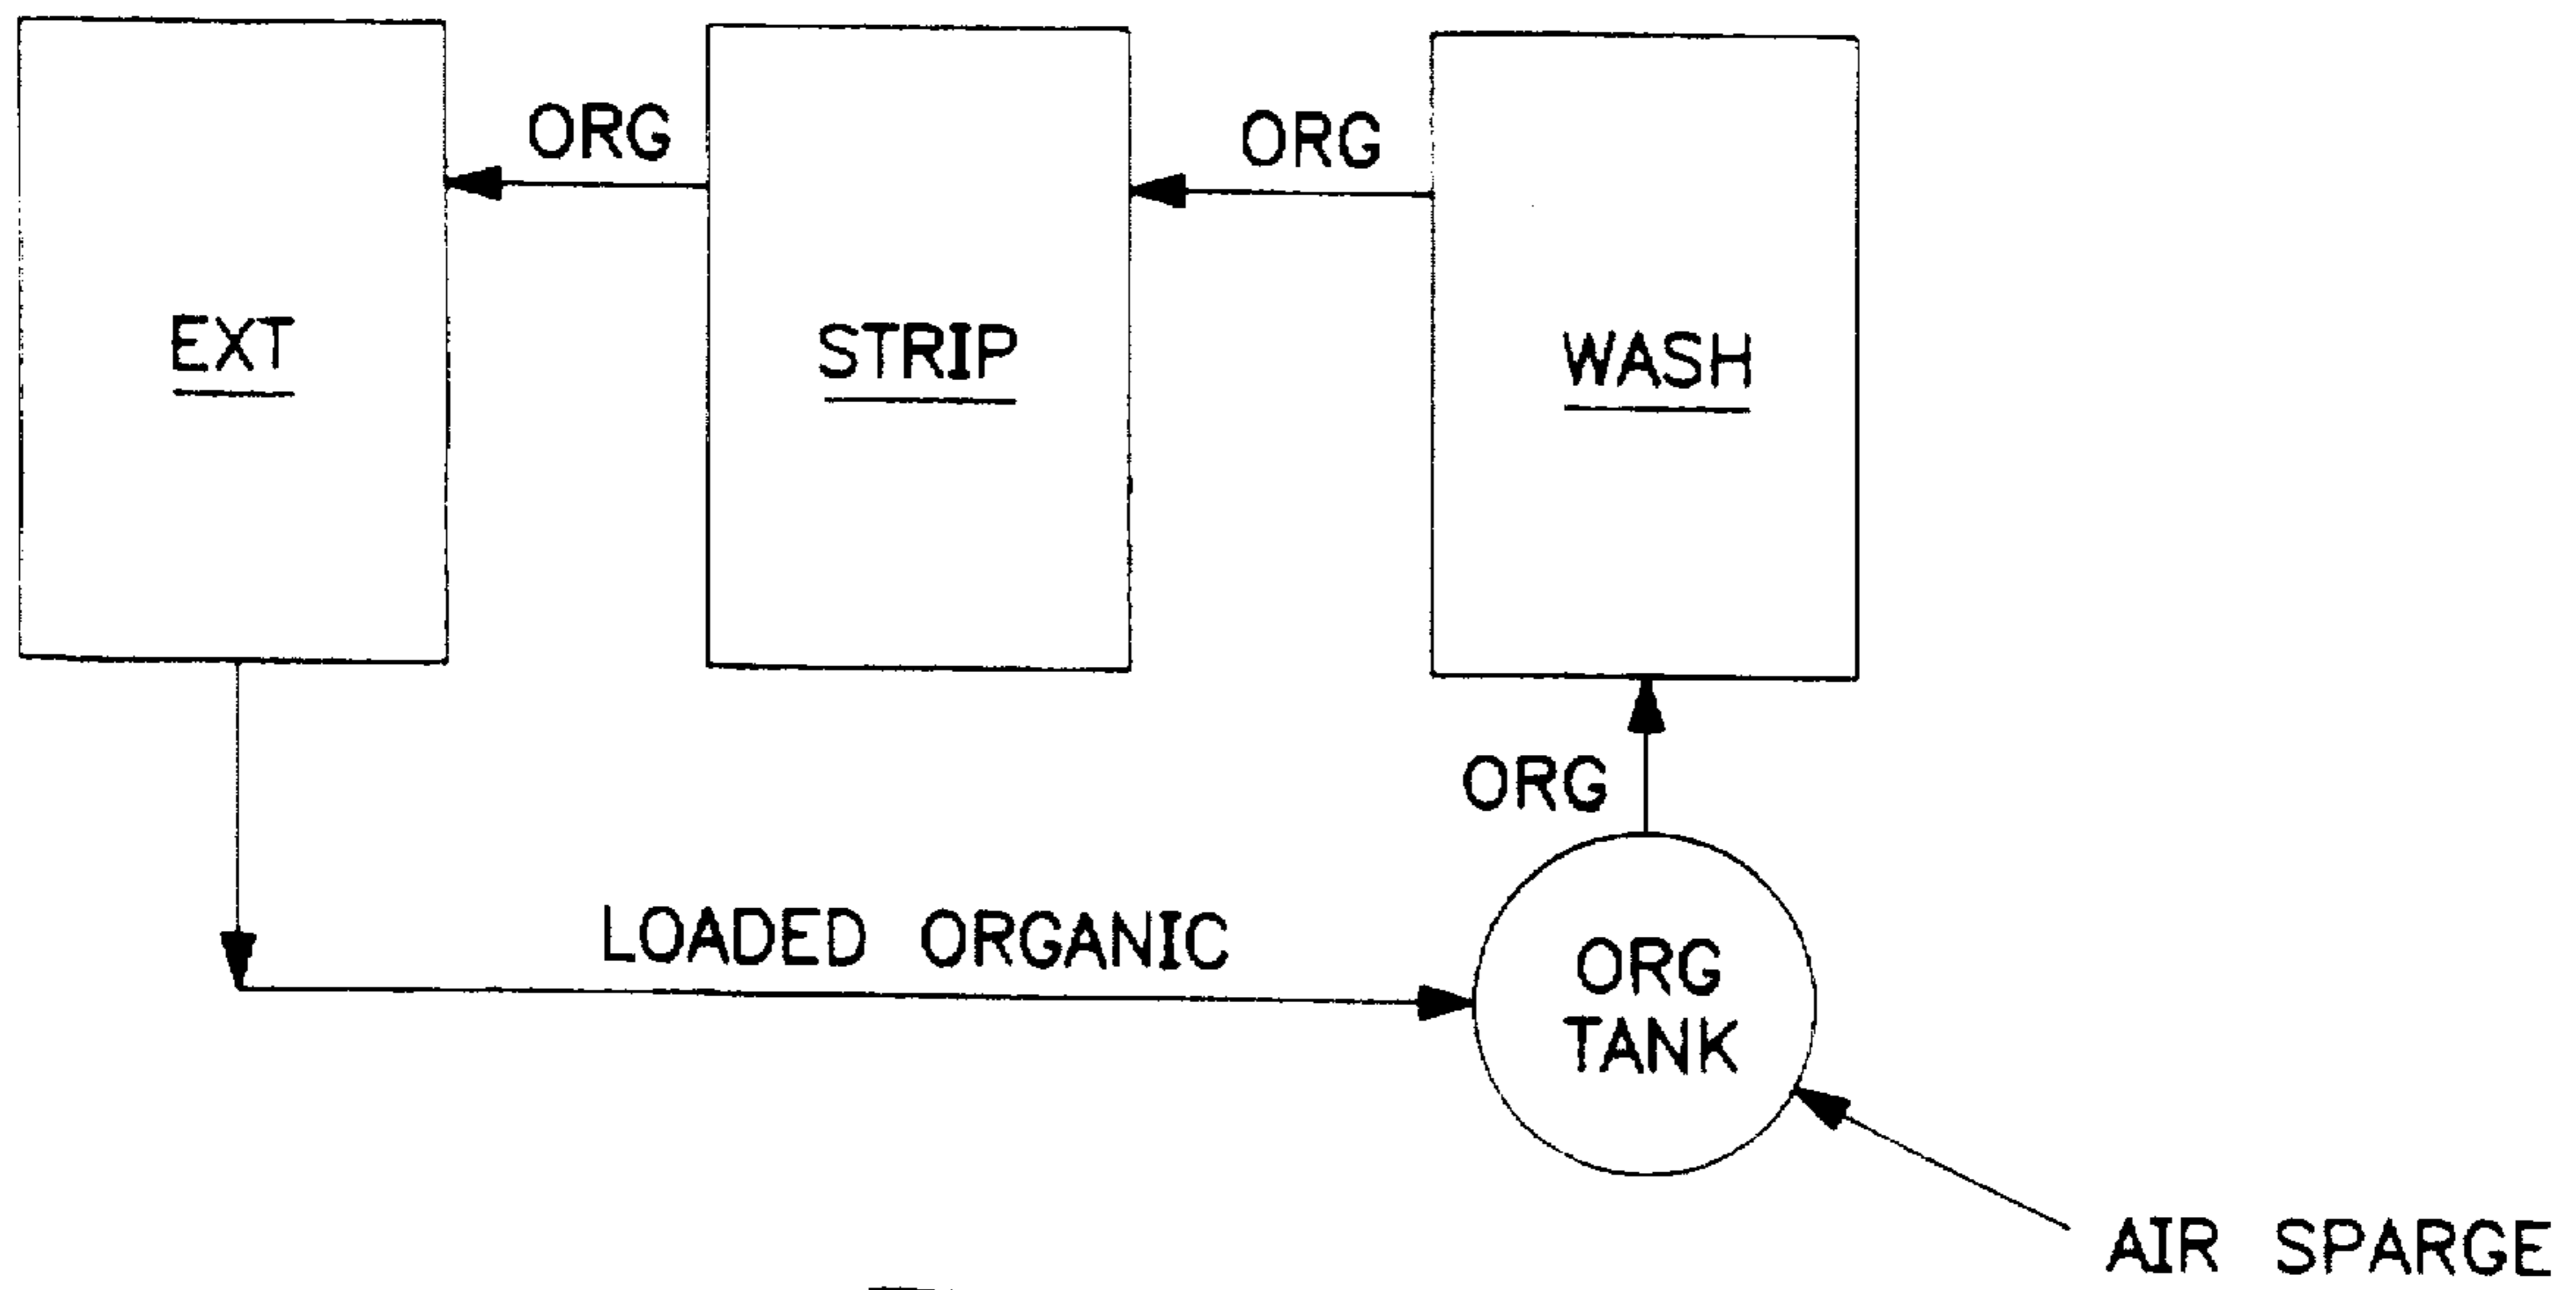 ORG
ORG
EXT
STRIP
WASH
ORG
LOADED ORGANIC
ORG
TANK
AIR SPARGE